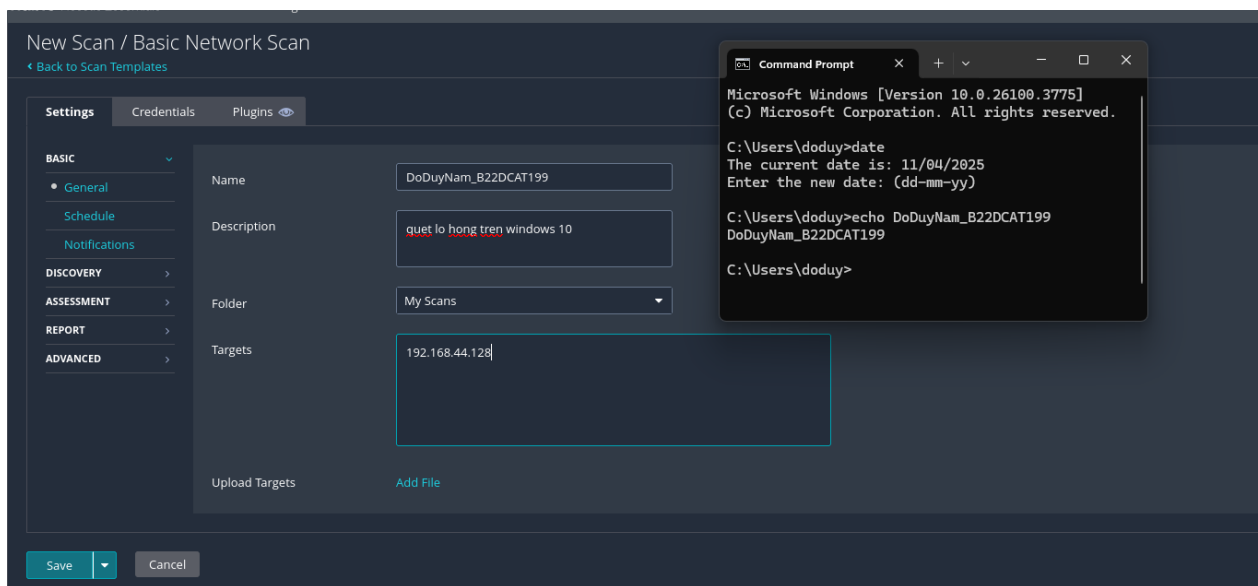 New Scan / Basic Network Scan
Back to Scan Templates
Settings Credentials Plugins
BASIC
General
Schedule
Notifications
DISCOVERY
ASSESSMENT
REPORT
ADVANCED
Name DoDuyNam_B22DCAT199
Description quet lo hong tren windows 10
Folder My Scans
Targets 192.168.44.128
Upload Targets Add File
Save Cancel
Command Prompt
Microsoft Windows [Version 10.0.26100.3775]
(c) Microsoft Corporation. All rights reserved.
C:\Users\doduy>date
The current date is: 11/04/2025
Enter the new date: (dd-mm-yy)
C:\Users\doduy>echo DoDuyNam_B22DCAT199
DoDuyNam_B22DCAT199
C:\Users\doduy>